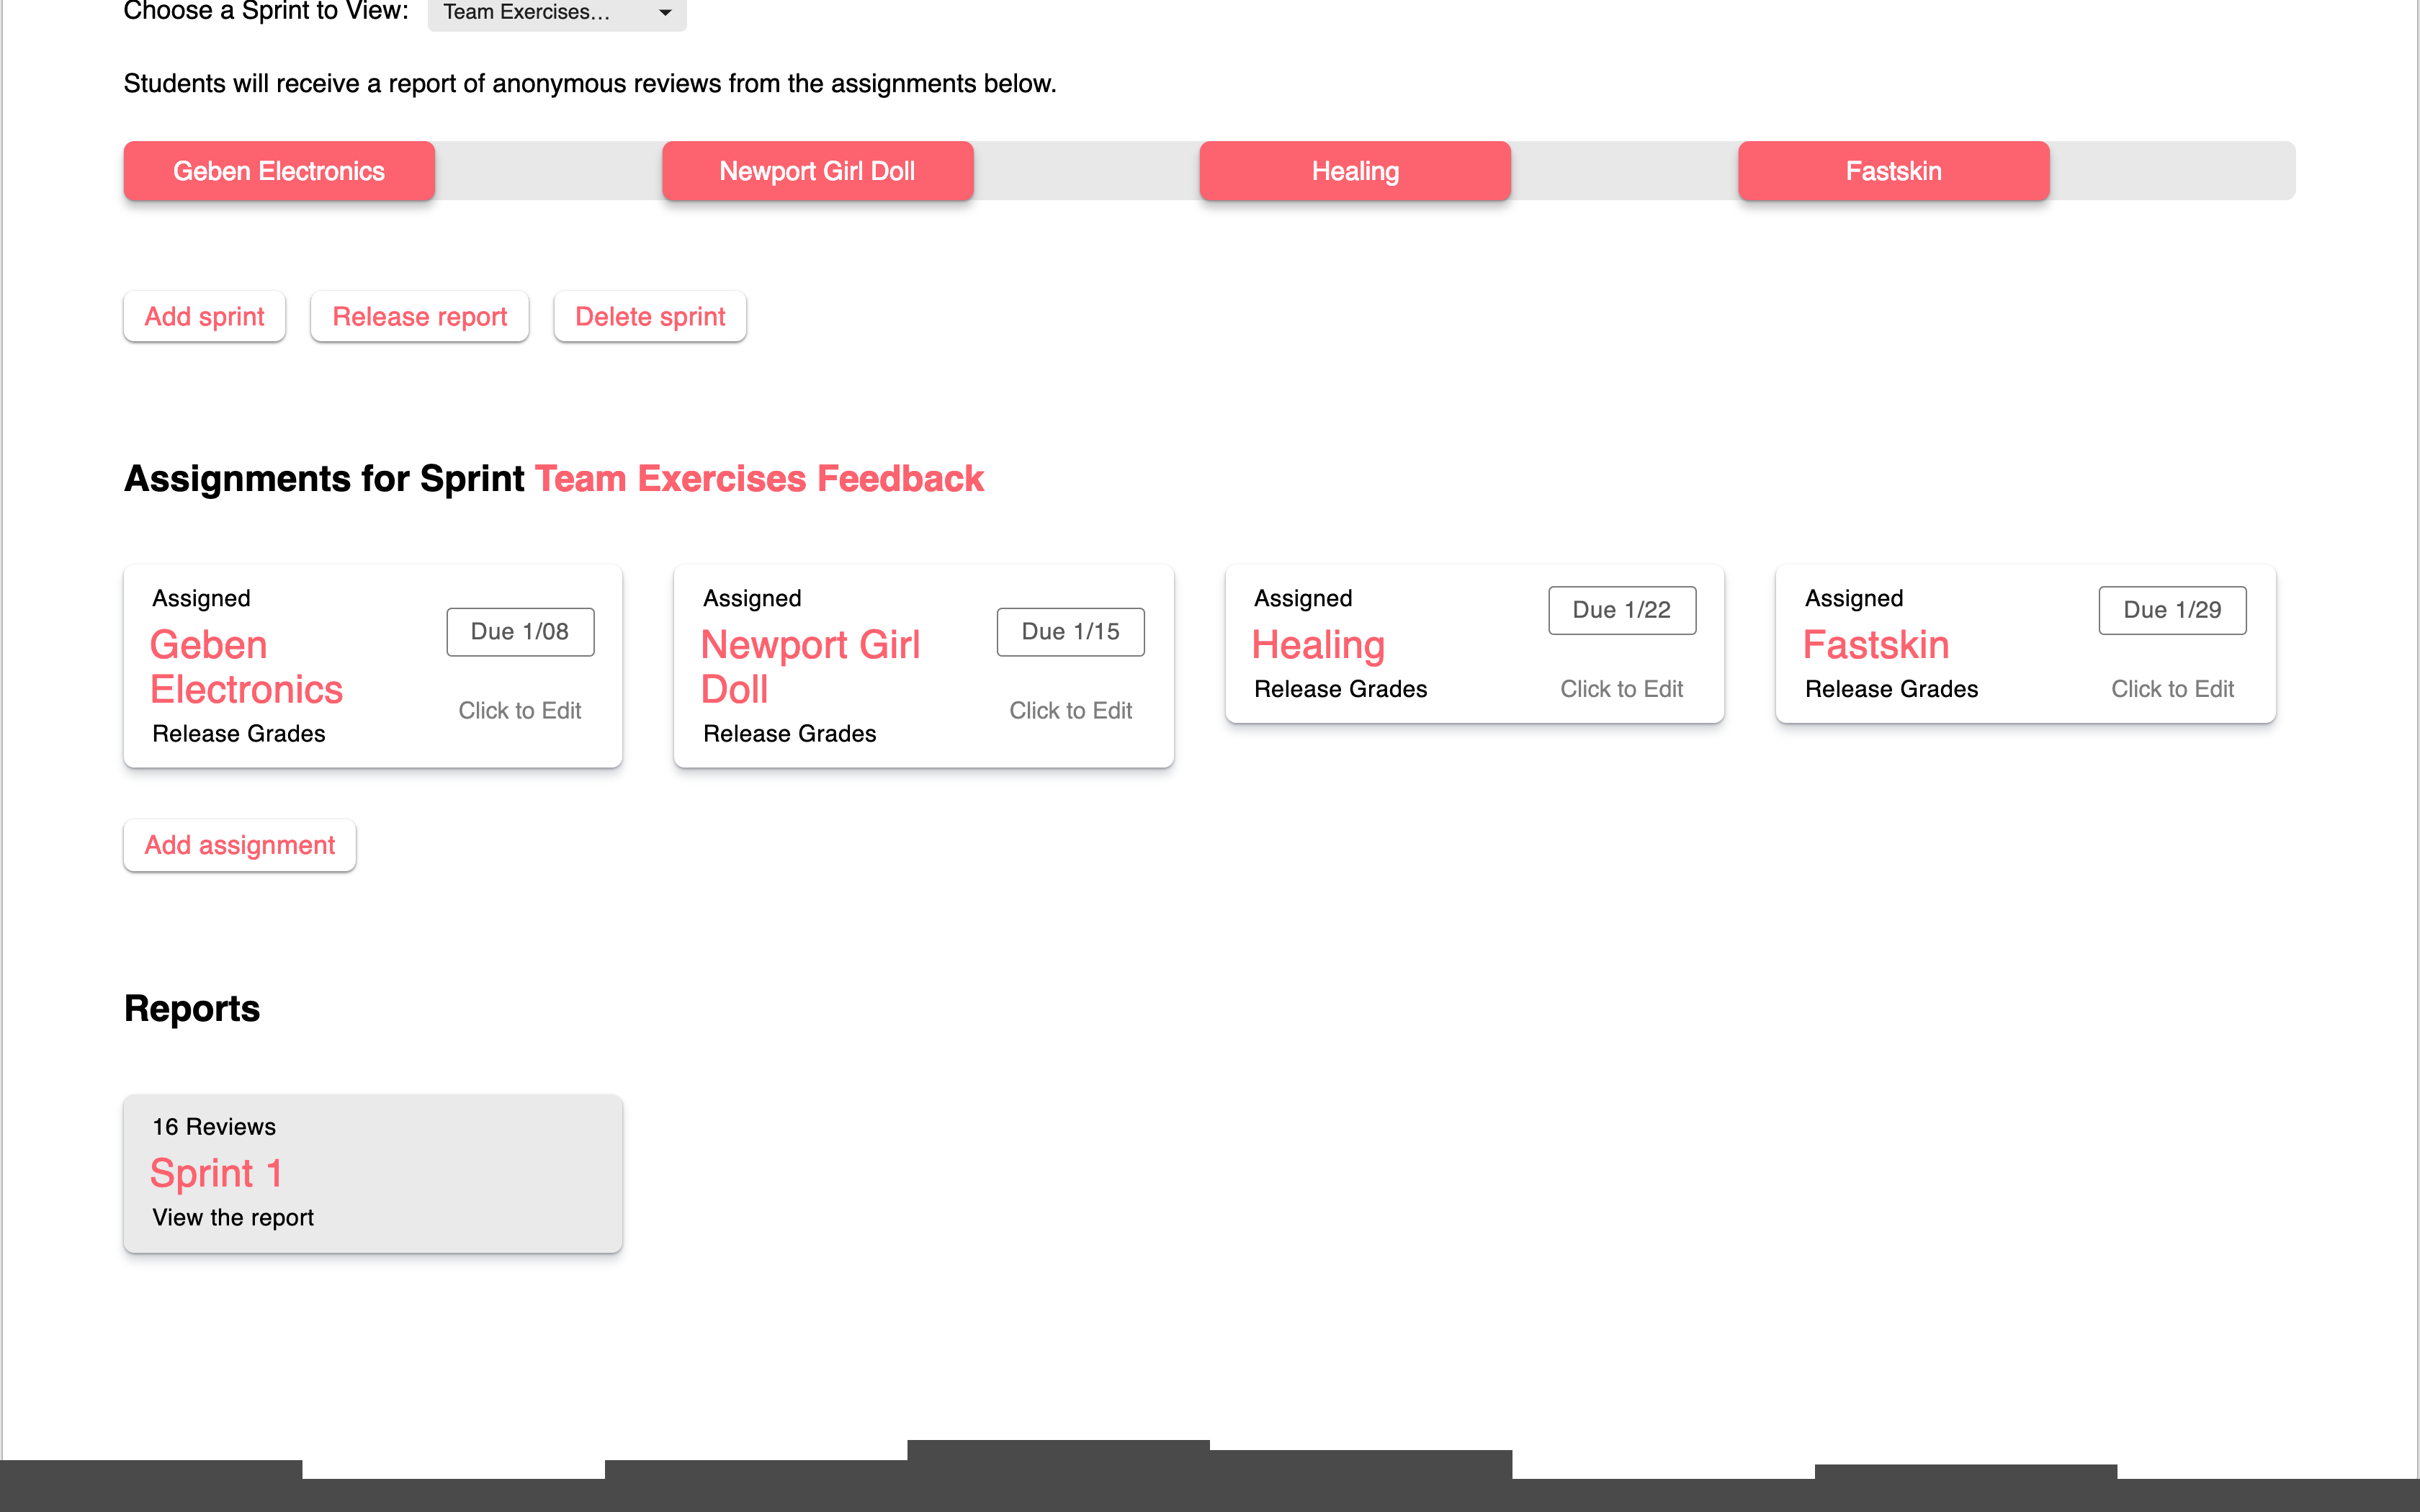 Choose a Sprint to View: Team Exercises...
Students will receive a report of anonymous reviews from the assignments below.
Geben Electronics Newport Girl Doll Healing Fastskin
Add sprint Release report Delete sprint
Assignments for Sprint Team Exercises Feedback
Assigned
Geben
Electronics
Release Grades
Due 1/08
Click to Edit
Assigned
Newport Girl
Doll
Release Grades
Due 1/15
Click to Edit
Assigned
Healing
Release Grades
Due 1/22
Click to Edit
Assigned
Fastskin
Release Grades
Due 1/29
Click to Edit
Add assignment
Reports
16 Reviews
Sprint 1
View the report